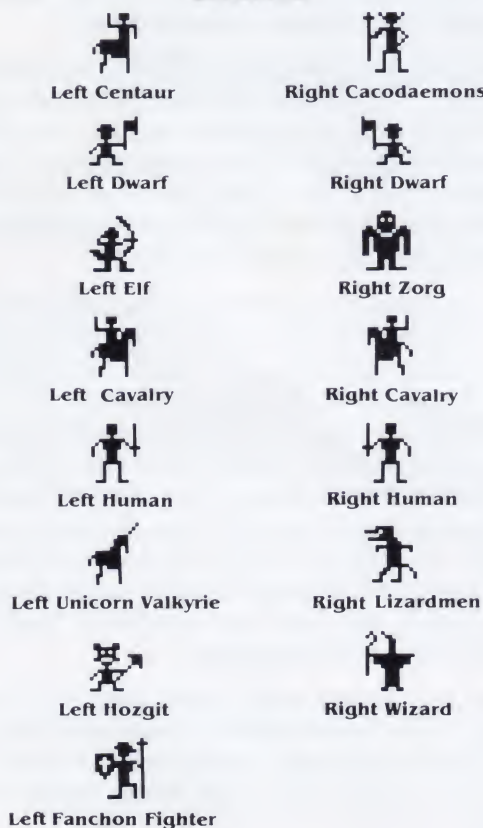 Left Centaur Right Cacodaemons
Left Dwarf Right Dwarf
Left Elf Right Zorg
Left Cavalry Right Cavalry
Left Human Right Human
Left Unicorn Valkyrie Right Lizardmen
Left Hozgit Right Wizard
Left Fanchon Fighter